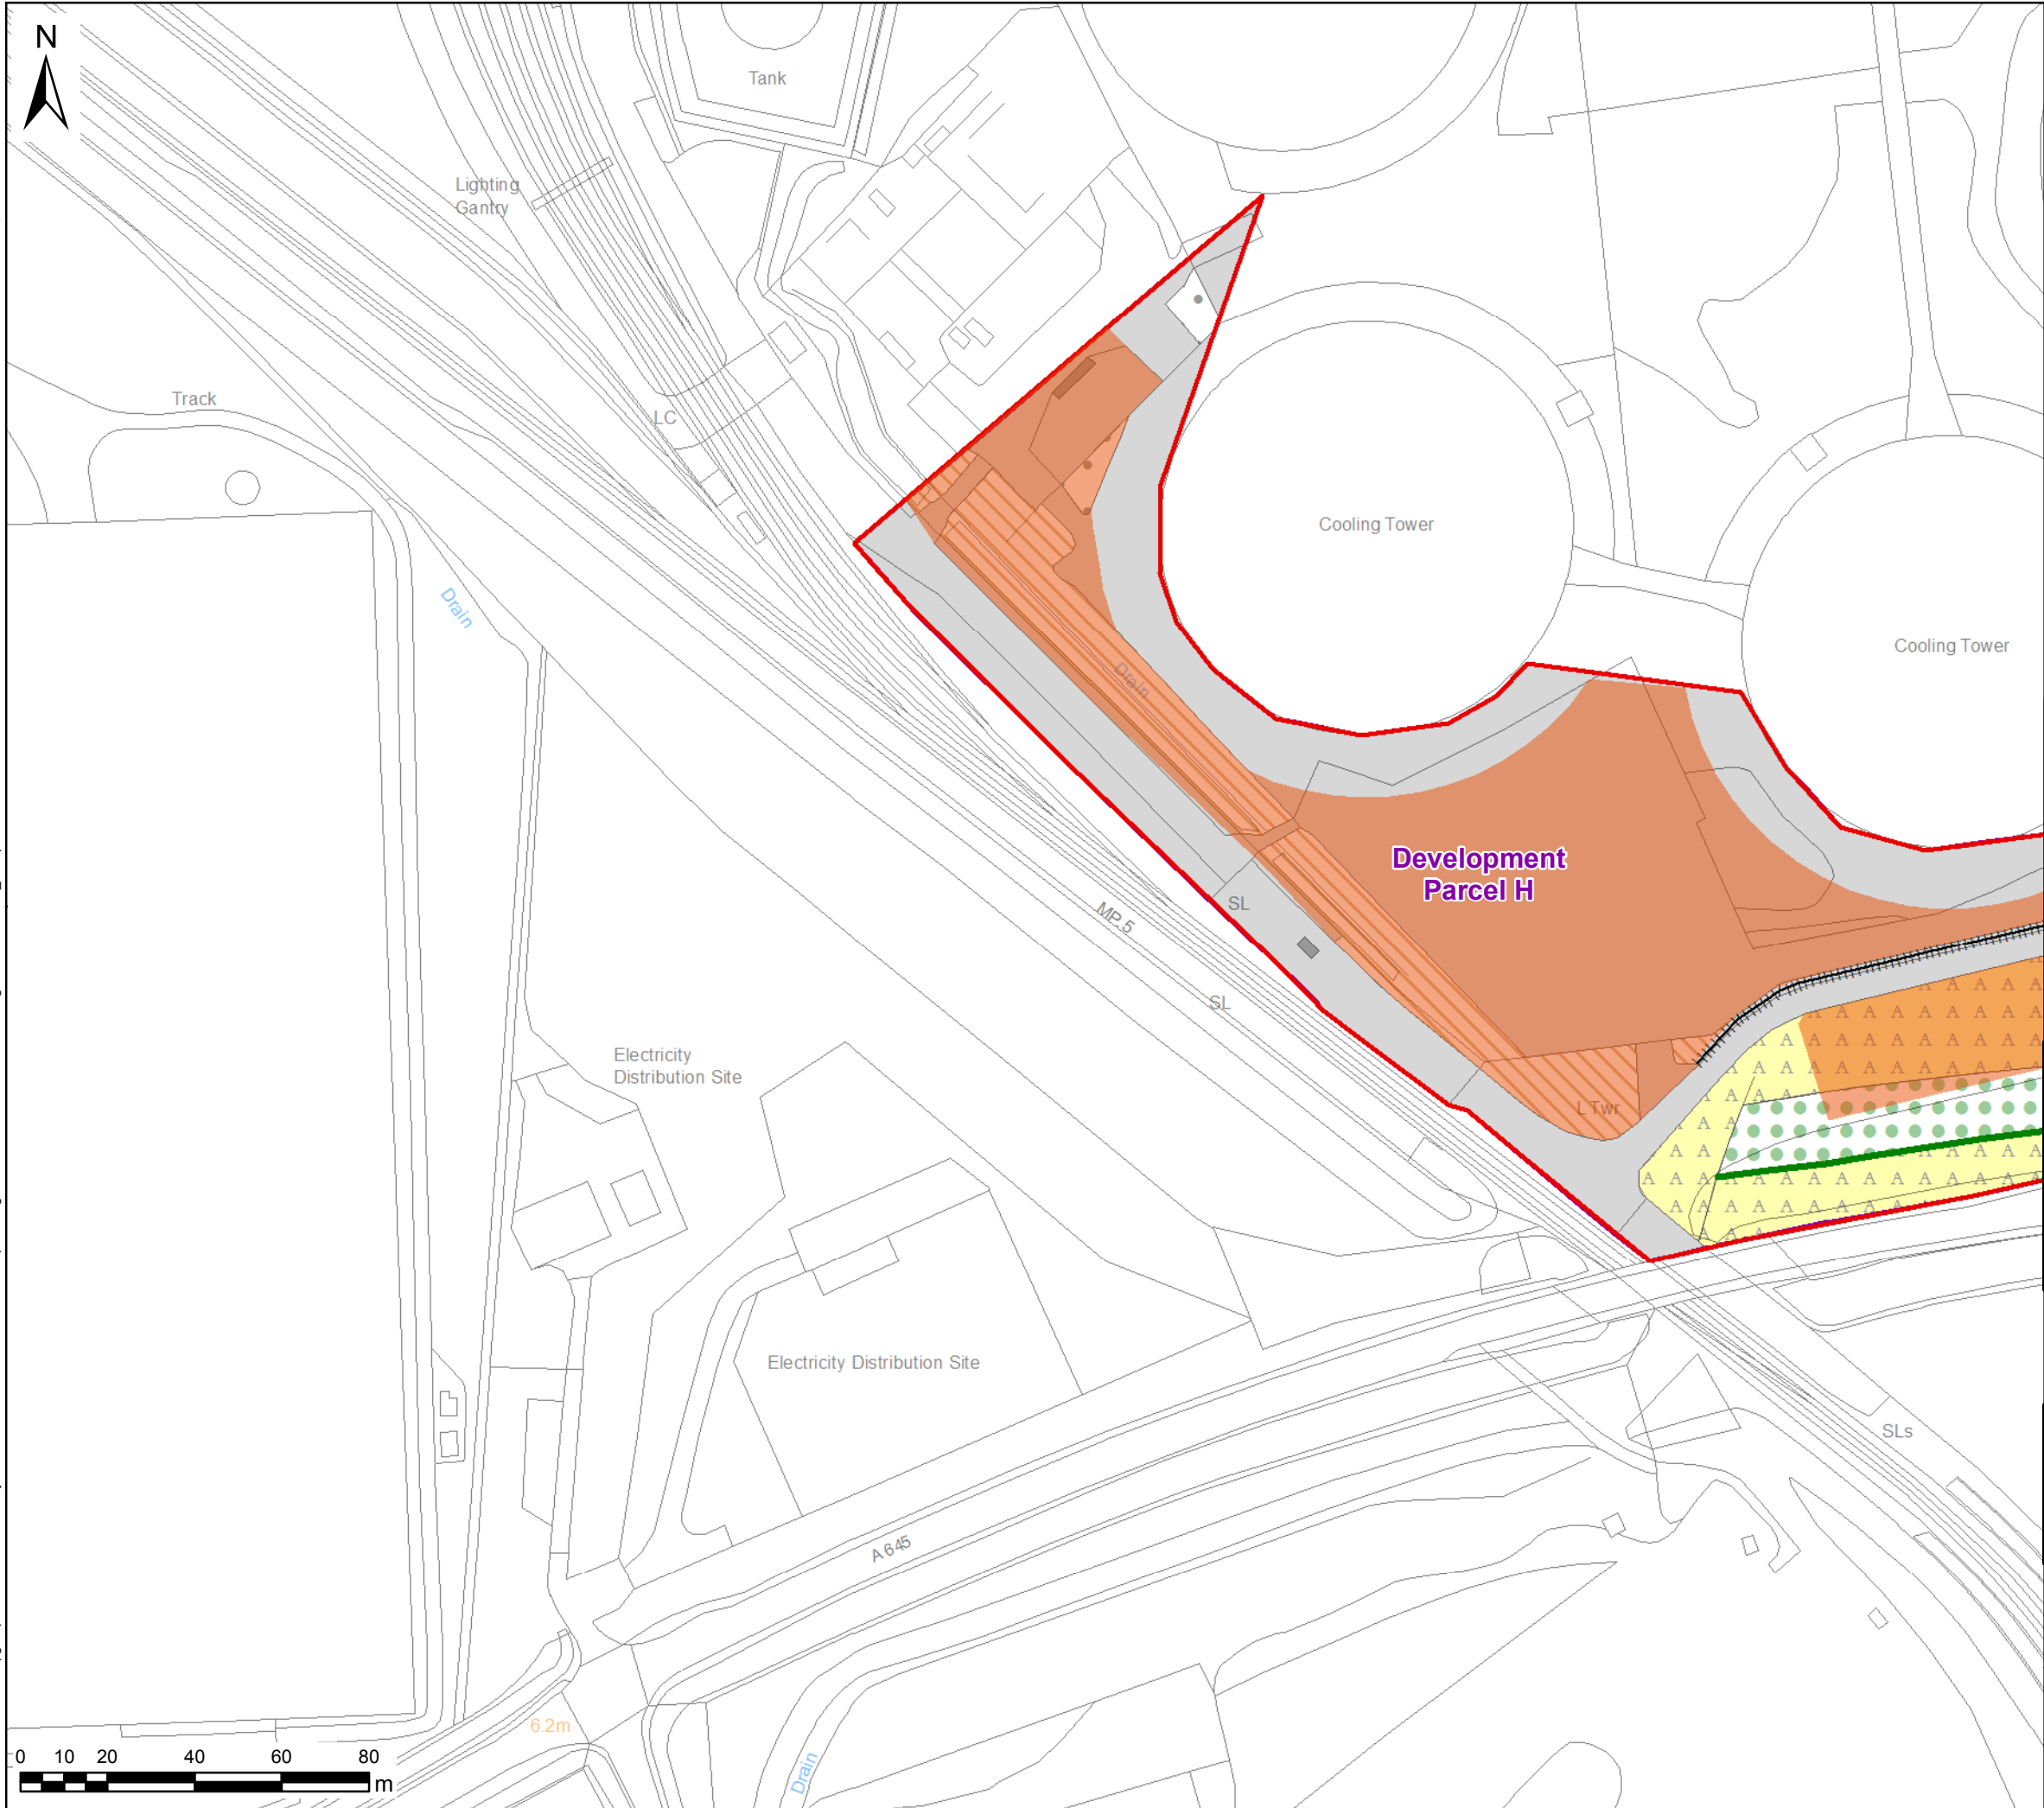 N
Tank
Lighting
Gantry
Track
LC
Cooling Tower
Drain
Cooling Tower
Drain
Development
Parcel H
SL
MP.5
SL
Electricity
Distribution Site
L Twr
Electricity Distribution Site
SLs
A 645
6.2m
Drain
0 10 20 40 60 80
m